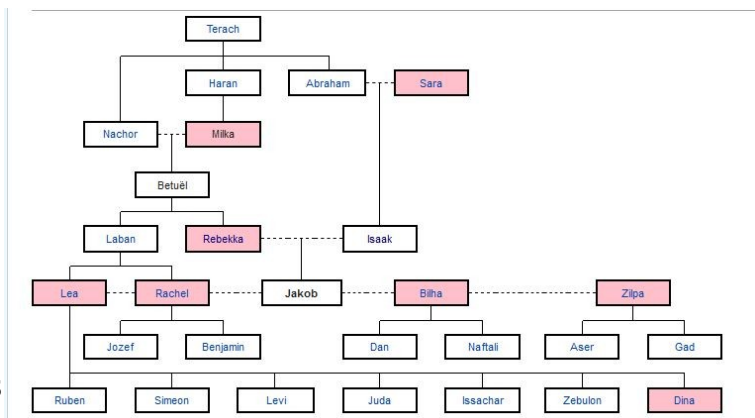 Terach
Haran
Abraham
Sara
Nachor
Milka
Betuël
Laban
Rebekka
Isaak
Lea
Rachel
Jakob
Bilha
Zilpa
Jozef
Benjamin
Dan
Naftali
Aser
Gad
Ruben
Simeon
Levi
Juda
Issachar
Zebulon
Dina